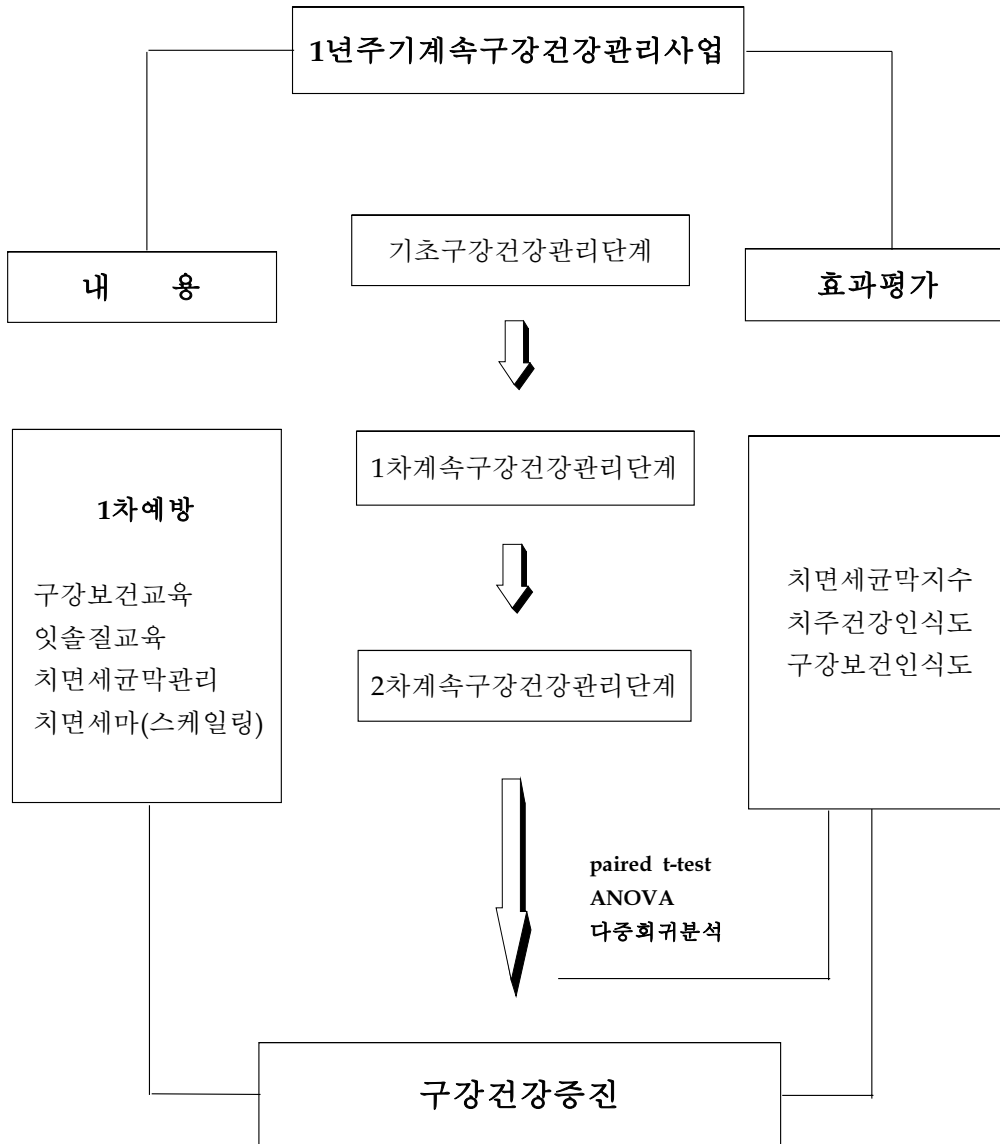 1년주기계속구강건강관리사업
기초구강건강관리단계
내 용
효과평가
1차계속구강건강관리단계
1차예방
구강보건교육
잇솔질교육
치면세균막관리
치면세마(스케일링)
치면세균막지수
치주건강인식도
구강보건인식도
2차계속구강건강관리단계
paired t-test
ANOVA
다중회귀분석
구강건강증진